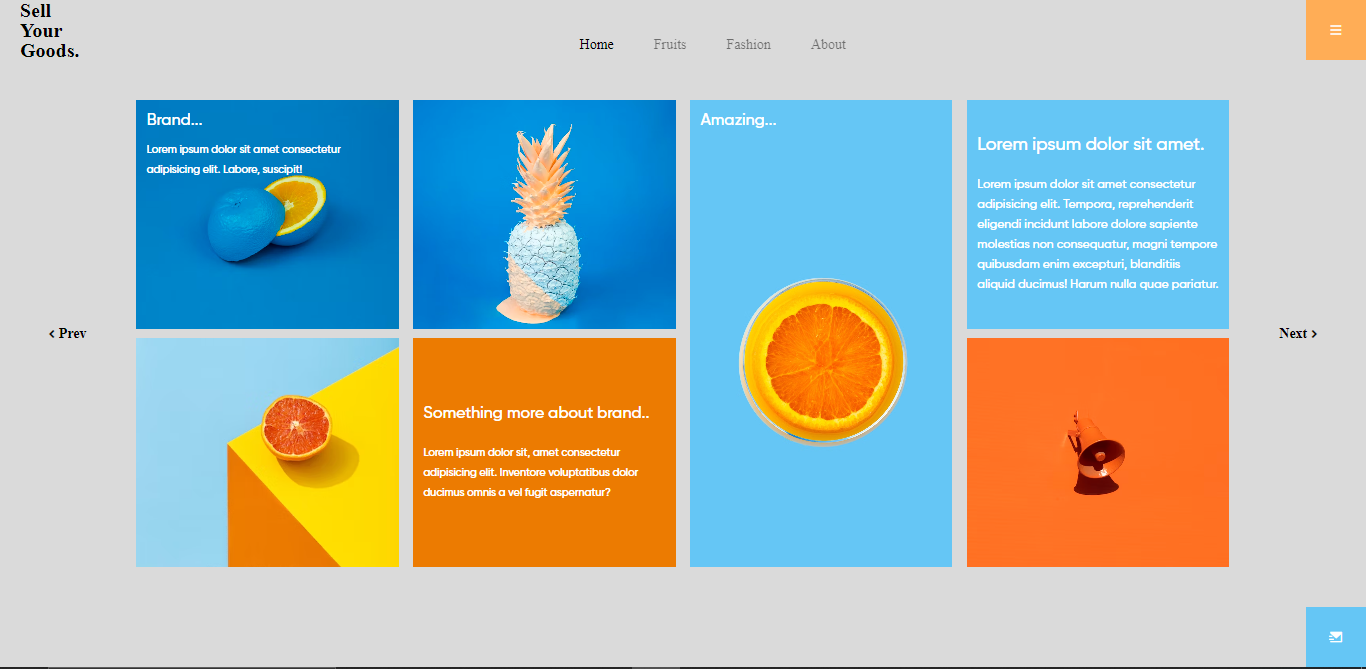 Sell
Your
Goods.
Home Fruits Fashion About
Brand...
Lorem ipsum dolor sit amet consectetur
adipisicing elit. Labore, suscipit!
Amazing...
Lorem ipsum dolor sit amet.
Lorem ipsum dolor sit amet consectetur
adipisicing elit. Tempora, reprehenderit
eligendi incidunt labore dolore sapiente
molestias non consequatur, magni tempore
quibusdam enim excepturi, blanditiis
aliquid ducimus! Harum nulla quae pariatur.
‹ Prev
Next ›
Something more about brand..
Lorem ipsum dolor sit, amet consectetur
adipisicing elit. Inventore voluptatibus dolor
ducimus omnis a vel fugit aspernatur?